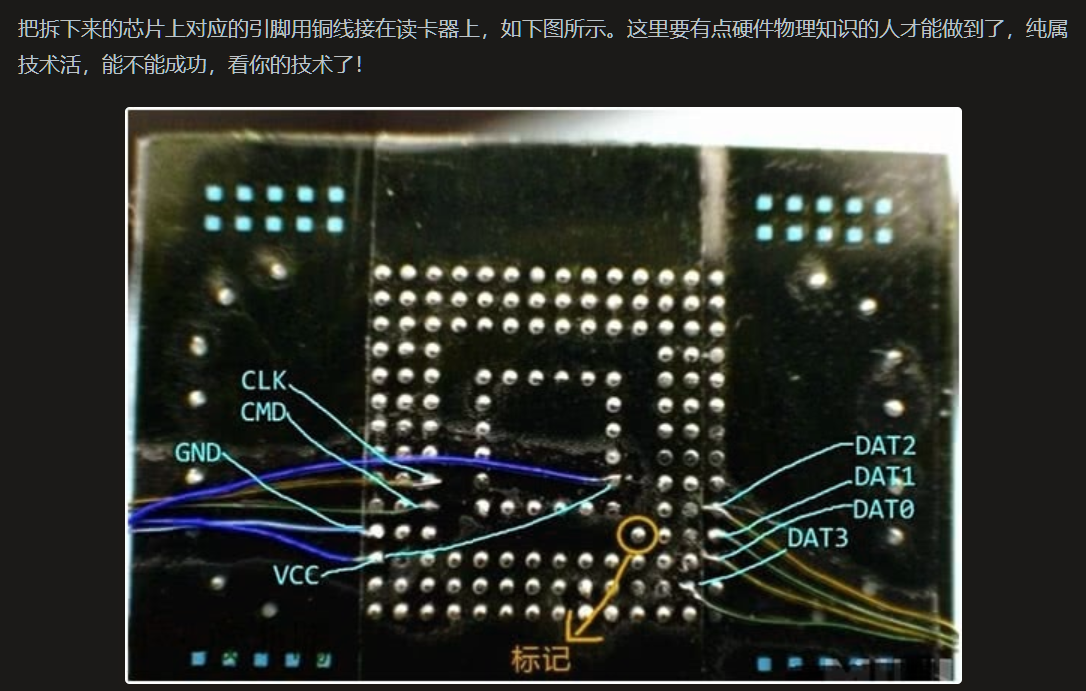 把拆下来的芯片上对应的引脚用铜线接在读卡器上，如下图所示。这里要有点硬件物理知识的人才能做到了，纯属
技术活，能不能成功，看你的技术了！
CLK
CMD
GND
DAT2
DAT1
DAT0
DAT3
VCC
标记